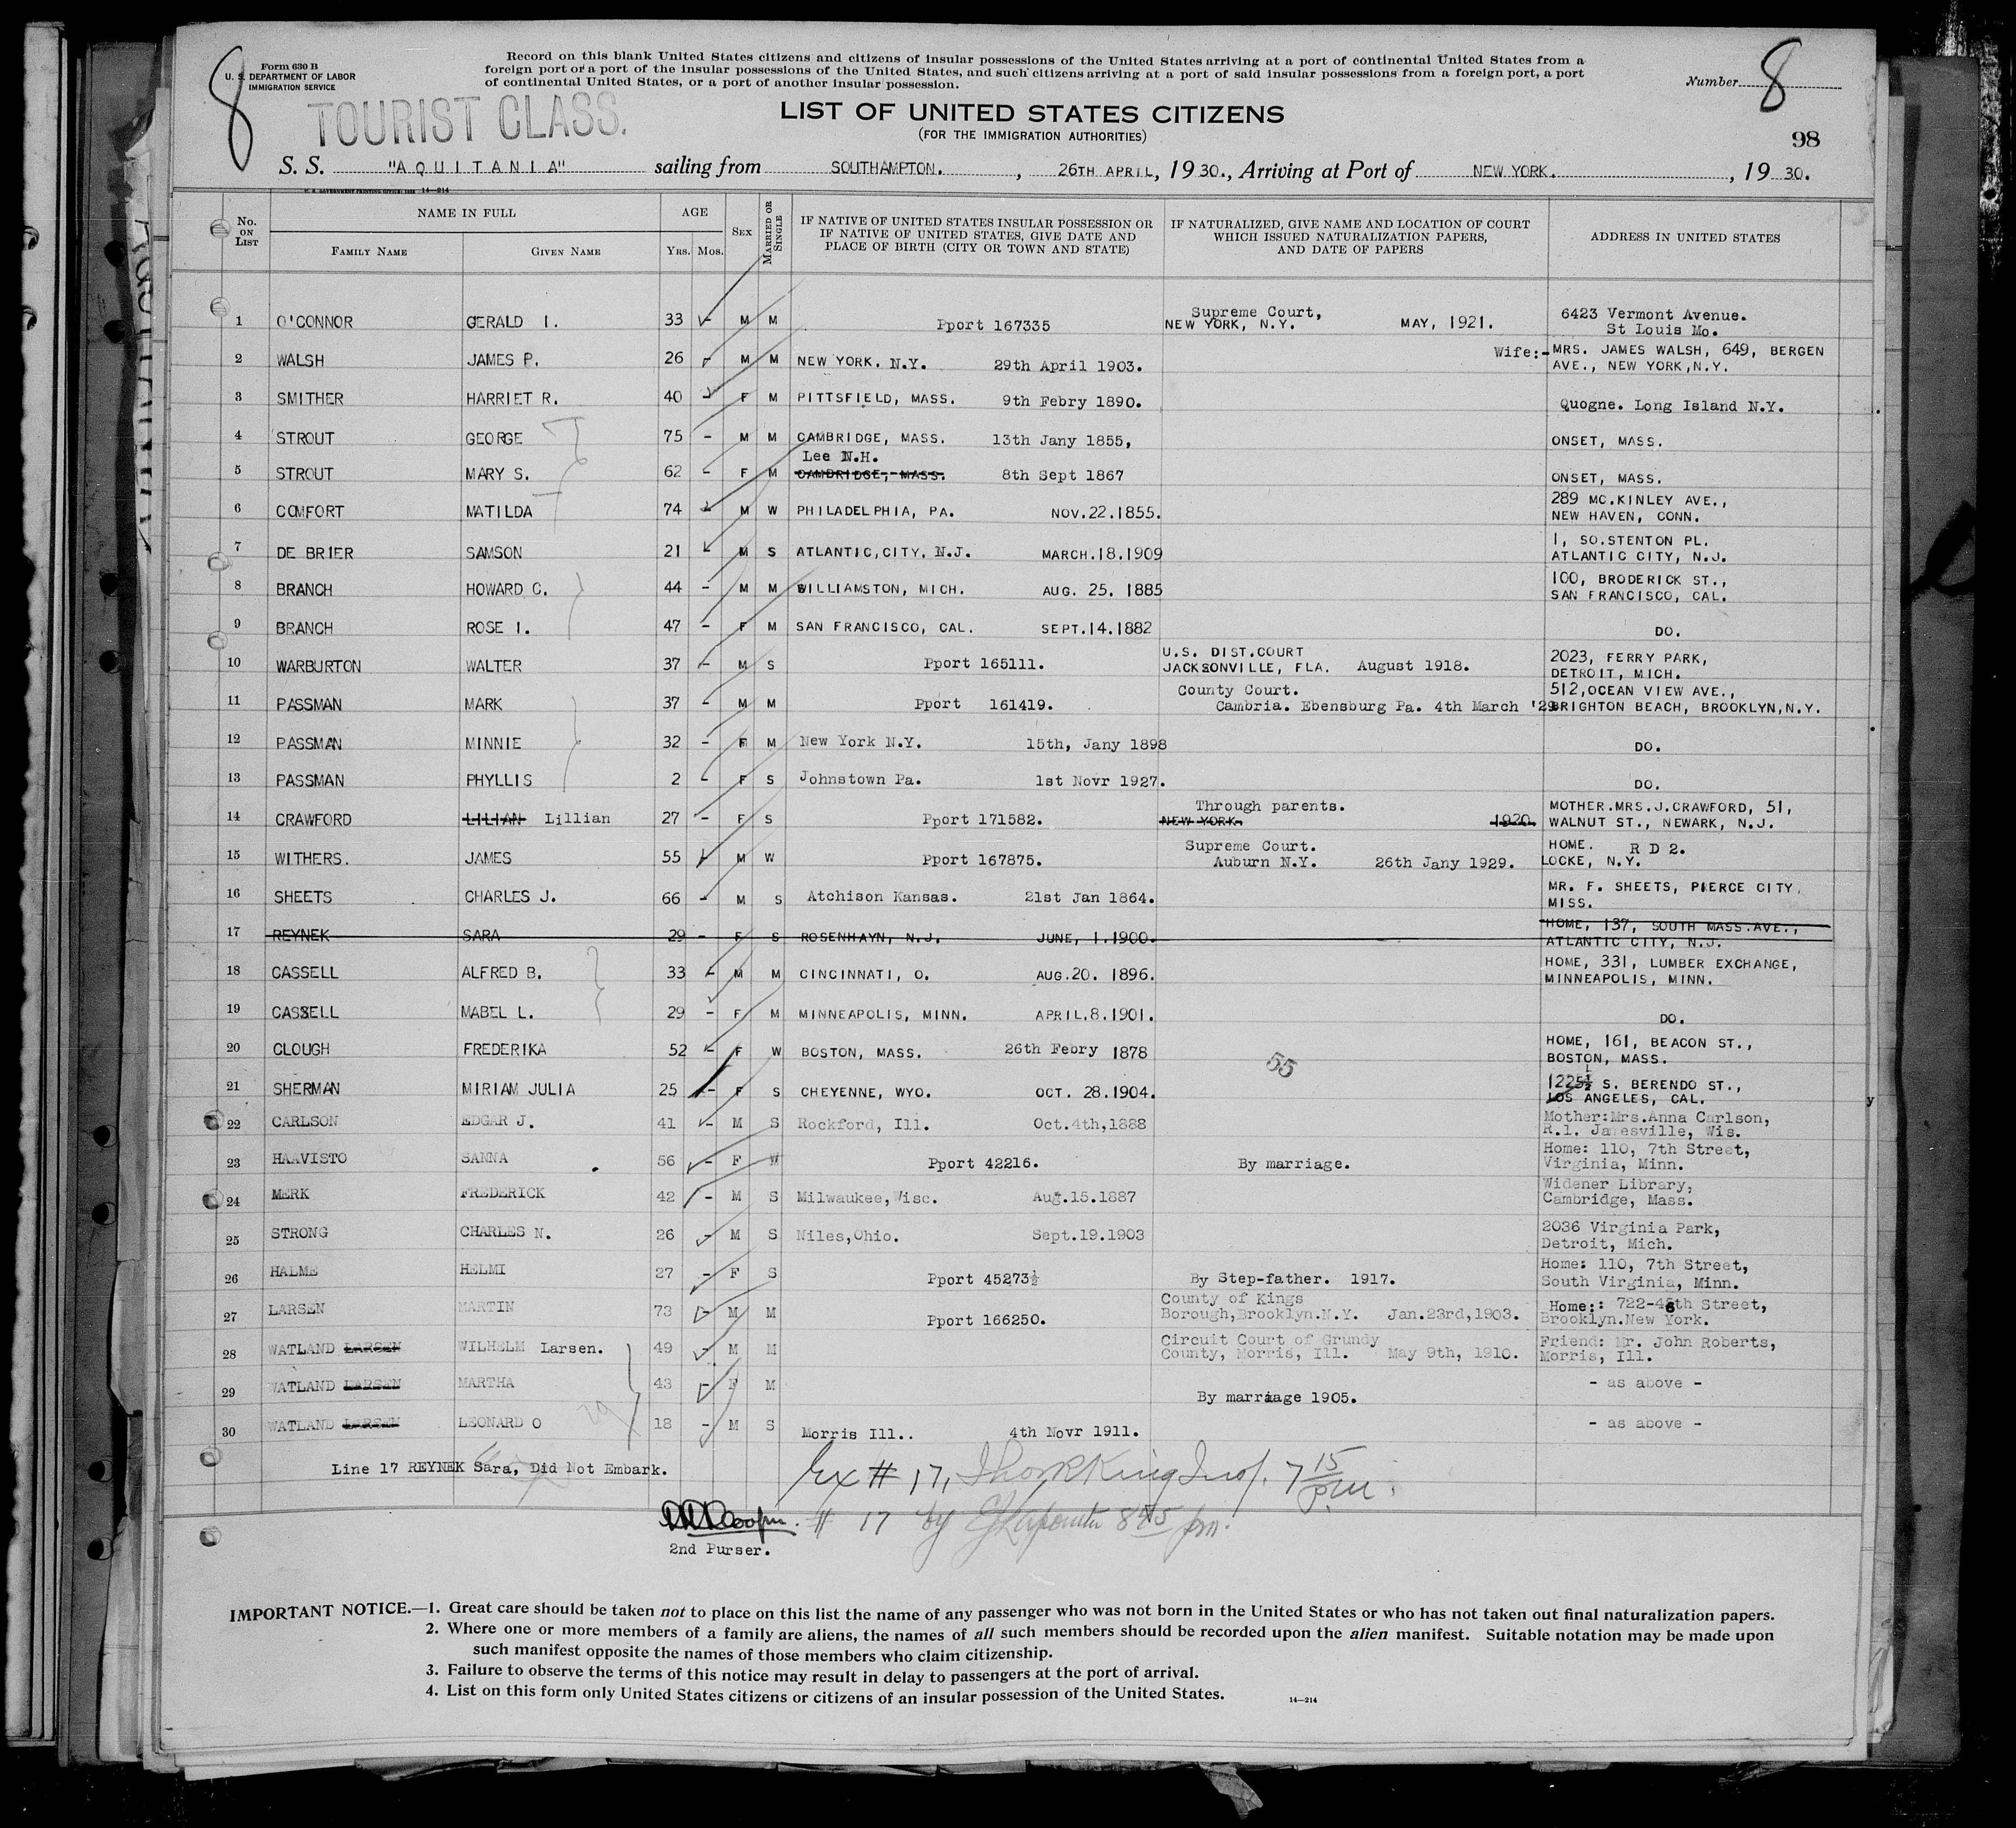 8
Form 630 B
U. S. DEPARTMENT OF LABOR
IMMIGRATION SERVICE
Record on this blank United States citizens and citizens of insular possessions of the United States arriving at a port of continental United States from a
foreign port or a port of the insular possessions of the United States, and such citizens arriving at a port of said insular possessions from a foreign port, a port
of continental United States, or a port of another insular possession.
Number 8
TOURIST CLASS.
LIST OF UNITED STATES CITIZENS
(FOR THE IMMIGRATION AUTHORITIES)
98
S. S. "AQUITANIA" sailing from SOUTHAMPTON. , 26TH APRIL, 1930., Arriving at Port of NEW YORK. , 1930.
U. S. GOVERNMENT PRINTING OFFICE: 1928 14—214
No. ON LIST NAME IN FULL FAMILY NAME GIVEN NAME AGE YRS. MOS. SEX MARRIED OR SINGLE IF NATIVE OF UNITED STATES INSULAR POSSESSION OR IF NATIVE OF UNITED STATES, GIVE DATE AND PLACE OF BIRTH (CITY OR TOWN AND STATE) IF NATURALIZED, GIVE NAME AND LOCATION OF COURT WHICH ISSUED NATURALIZATION PAPERS, AND DATE OF PAPERS ADDRESS IN UNITED STATES
1 O'CONNOR GERALD I. 33 - M M Pport 167335 Supreme Court, NEW YORK, N.Y. MAY, 1921. 6423 Vermont Avenue. St Louis Mo.
2 WALSH JAMES P. 26 - M M NEW YORK. N.Y. 29th April 1903. Wife:- MRS. JAMES WALSH, 649, BERGEN AVE., NEW YORK,N.Y.
3 SMITHER HARRIET R. 40 - F M PITTSFIELD, MASS. 9th Febry 1890. Quogne. Long Island N.Y.
4 STROUT GEORGE 75 - M M CAMBRIDGE, MASS. 13th Jany 1855, ONSET, MASS.
5 STROUT MARY S. 62 - F M Lee N.H. CAMBRIDGE, MASS. 8th Sept 1867 ONSET, MASS.
6 COMFORT MATILDA 74 - M W PHILADELPHIA, PA. NOV.22.1855. 289 MC.KINLEY AVE., NEW HAVEN, CONN.
7 DE BRIER SAMSON 21 - M S ATLANTIC,CITY, N.J. MARCH.18.1909 1, SO.STENTON PL. ATLANTIC CITY, N.J.
8 BRANCH HOWARD C. 44 - M M WILLIAMSTON, MICH. AUG. 25. 1885 100, BRODERICK ST., SAN FRANCISCO, CAL.
9 BRANCH ROSE I. 47 - F M SAN FRANCISCO, CAL. SEPT.14.1882 DO.
10 WARBURTON WALTER 37 - M S Pport 165111. U.S. DIST.COURT JACKSONVILLE, FLA. August 1918. 2023, FERRY PARK, DETROIT, MICH.
11 PASSMAN MARK 37 - M M Pport 161419. County Court. Cambria. Ebensburg Pa. 4th March '29 512,OCEAN VIEW AVE., BRIGHTON BEACH, BROOKLYN,N.Y.
12 PASSMAN MINNIE 32 - F M New York N.Y. 15th, Jany 1898 DO.
13 PASSMAN PHYLLIS 2 - F S Johnstown Pa. 1st Novr 1927. DO.
14 CRAWFORD LILIAN Lillian 27 - F S Pport 171582. Through parents. NEW YORK. 1920. MOTHER.MRS.J.CRAWFORD, 51, WALNUT ST., NEWARK, N.J.
15 WITHERS. JAMES 55 - M W Pport 167875. Supreme Court. Auburn N.Y. 26th Jany 1929. HOME. R D 2. LOCKE, N.Y.
16 SHEETS CHARLES J. 66 - M S Atchison Kansas. 21st Jan 1864. MR. F. SHEETS, PIERCE CITY, MISS.
17 REYNEK SARA 29 - F S ROSENHAYN, N.J. JUNE, 1.1900. HOME, 137, SOUTH MASS.AVE., ATLANTIC CITY, N.J.
18 CASSELL ALFRED B. 33 - M M CINCINNATI, O. AUG.20. 1896. HOME, 331, LUMBER EXCHANGE, MINNEAPOLIS, MINN.
19 CASSELL MABEL L. 29 - F M MINNEAPOLIS, MINN. APRIL.8.1901. DO.
20 CLOUGH FREDERIKA 52 - F W BOSTON, MASS. 26th Febry 1878 HOME, 161, BEACON ST., BOSTON, MASS.
55
21 SHERMAN MIRIAM JULIA 25 - F S CHEYENNE, WYO. OCT. 28.1904. 1225½ S. BERENDO ST., LOS ANGELES, CAL.
22 CARLSON EDGAR J. 41 - M S Rockford, Ill. Oct.4th,1888 Mother:Mrs.Anna Carlson, R.1. Janesville, Wis.
23 HAAVISTO SANNA 56 - F W Pport 42216. By marriage. Home: 110, 7th Street, Virginia, Minn.
24 MERK FREDERICK 42 - M S Milwaukee,Wisc. Aug.15.1887 Widener Library, Cambridge, Mass.
25 STRONG CHARLES N. 26 - M S Niles,Ohio. Sept.19.1903 2036 Virginia Park, Detroit, Mich.
26 HALME HELMI 27 - F S Pport 45273½ By Step-father. 1917. Home: 110, 7th Street, South Virginia, Minn.
27 LARSEN MARTIN 73 - M M Pport 166250. County of Kings Borough,Brooklyn.N.Y. Jan.23rd,1903. Home:: 722-46th Street, Brooklyn.New York.
28 WATLAND LARSEN WILHELM Larsen. 49 - M M Circuit Court of Grundy County, Morris, Ill. May 9th, 1910. Friend: Mr. John Roberts, Morris, Ill.
29 WATLAND LARSEN MARTHA 43 - F M By marriage 1905. - as above -
30 WATLAND LARSEN LEONARD O 18 - M S Morris Ill.. 4th Novr 1911. - as above -
Line 17 REYNEK Sara, Did Not Embark.
Ex # 17, King Insp. 7 15 p.m.
# 17 by 845 pm.
2nd Purser.
IMPORTANT NOTICE.—1. Great care should be taken not to place on this list the name of any passenger who was not born in the United States or who has not taken out final naturalization papers.
2. Where one or more members of a family are aliens, the names of all such members should be recorded upon the alien manifest. Suitable notation may be made upon
such manifest opposite the names of those members who claim citizenship.
3. Failure to observe the terms of this notice may result in delay to passengers at the port of arrival.
4. List on this form only United States citizens or citizens of an insular possession of the United States.
14—214